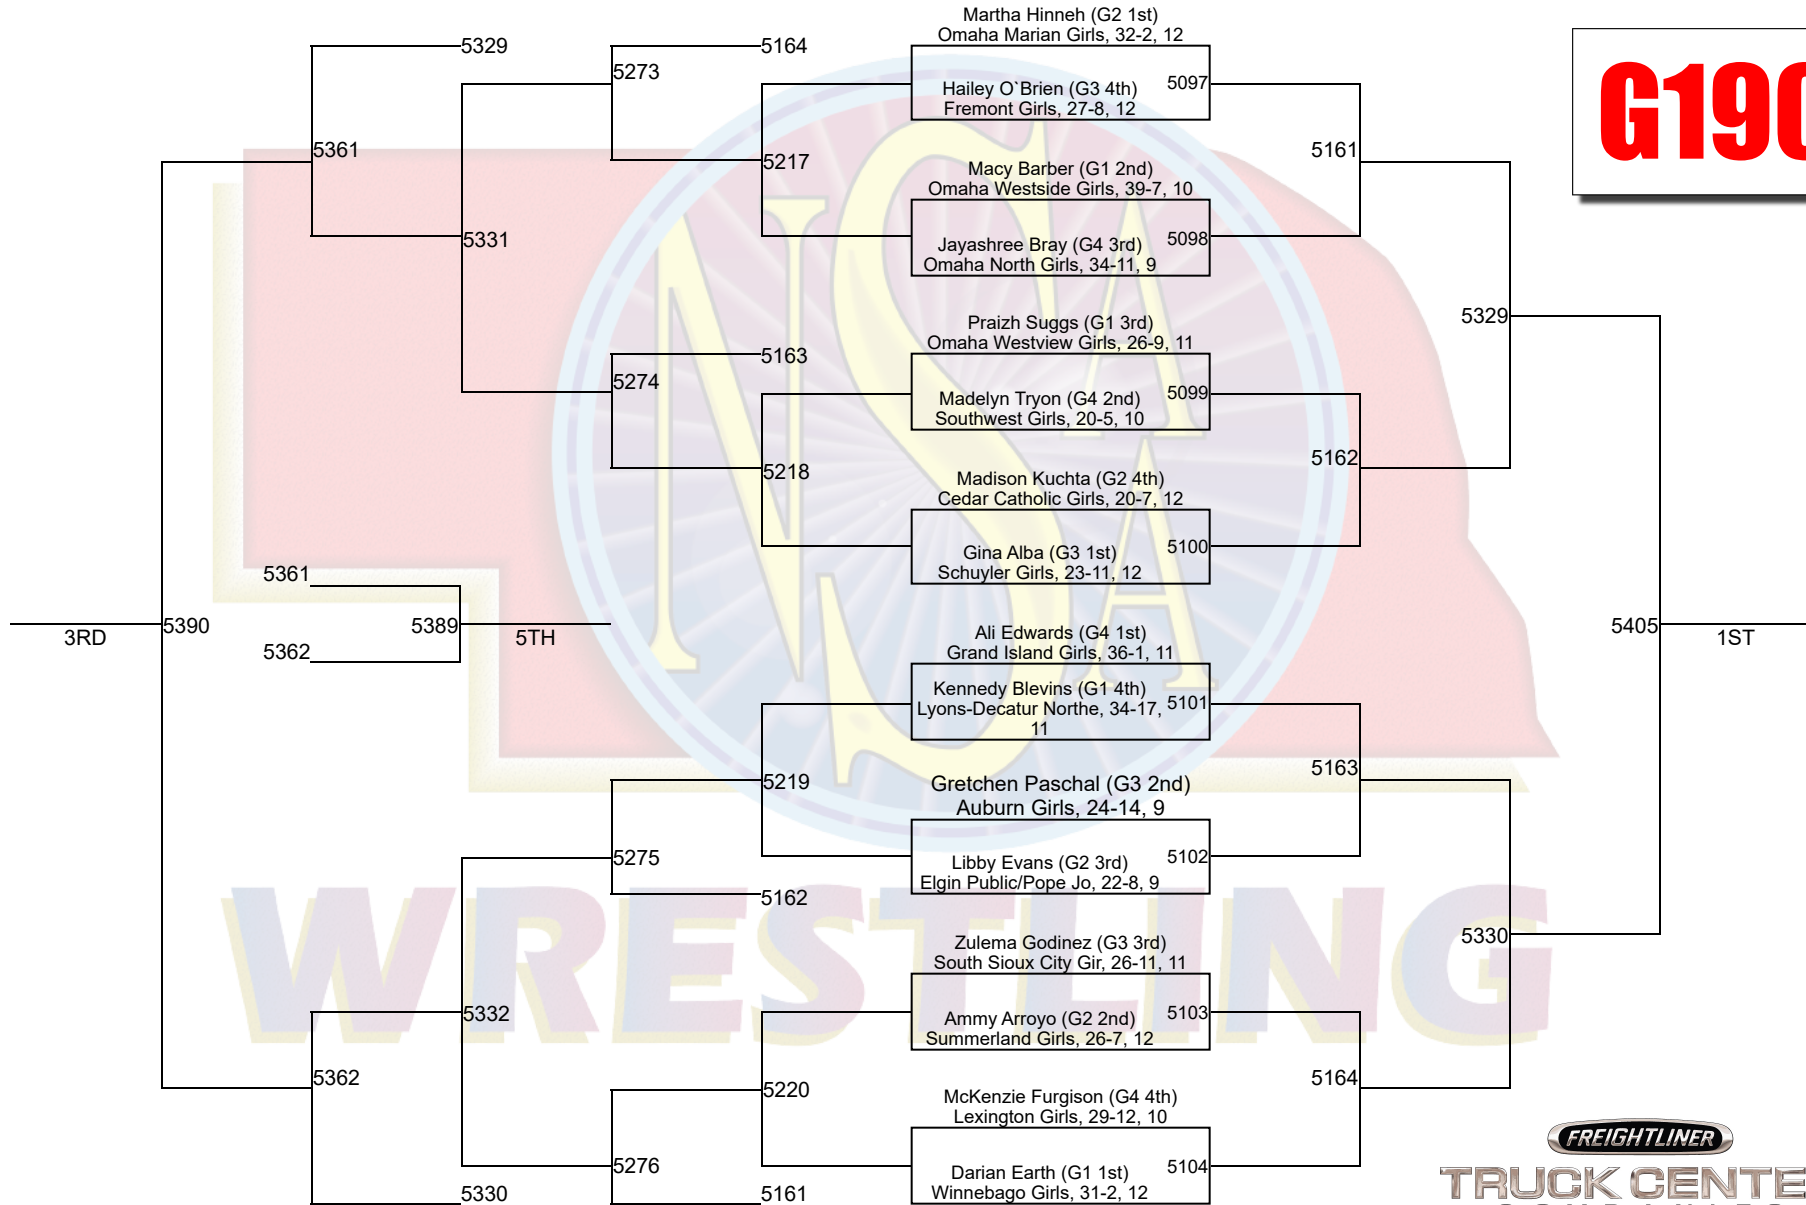 Martha Hinneh (G2 1st)
Omaha Marian Girls, 32-2, 12
5329
5164
5273
Hailey O`Brien (G3 4th)
Fremont Girls, 27-8, 12
5097
G190
5361
5217
5161
Macy Barber (G1 2nd)
Omaha Westside Girls, 39-7, 10
5331
Jayashree Bray (G4 3rd)
Omaha North Girls, 34-11, 9
5098
Praizh Suggs (G1 3rd)
Omaha Westview Girls, 26-9, 11
5329
5163
5274
Madelyn Tryon (G4 2nd)
Southwest Girls, 20-5, 10
5099
5218
5162
Madison Kuchta (G2 4th)
Cedar Catholic Girls, 20-7, 12
Gina Alba (G3 1st)
Schuyler Girls, 23-11, 12
5100
5361
3RD
5390
5389
5TH
5362
Ali Edwards (G4 1st)
Grand Island Girls, 36-1, 11
5405
1ST
Kennedy Blevins (G1 4th)
Lyons-Decatur Northe, 34-17,
11
5101
5219
5163
Gretchen Paschal (G3 2nd)
Auburn Girls, 24-14, 9
5275
Libby Evans (G2 3rd)
Elgin Public/Pope Jo, 22-8, 9
5102
5162
5330
Zulema Godinez (G3 3rd)
South Sioux City Gir, 26-11, 11
5332
Ammy Arroyo (G2 2nd)
Summerland Girls, 26-7, 12
5103
5362
5220
5164
McKenzie Furgison (G4 4th)
Lexington Girls, 29-12, 10
5276
Darian Earth (G1 1st)
Winnebago Girls, 31-2, 12
5104
5330
5161
NSAA
WRESTLING
FREIGHTLINER
TRUCK CENTE